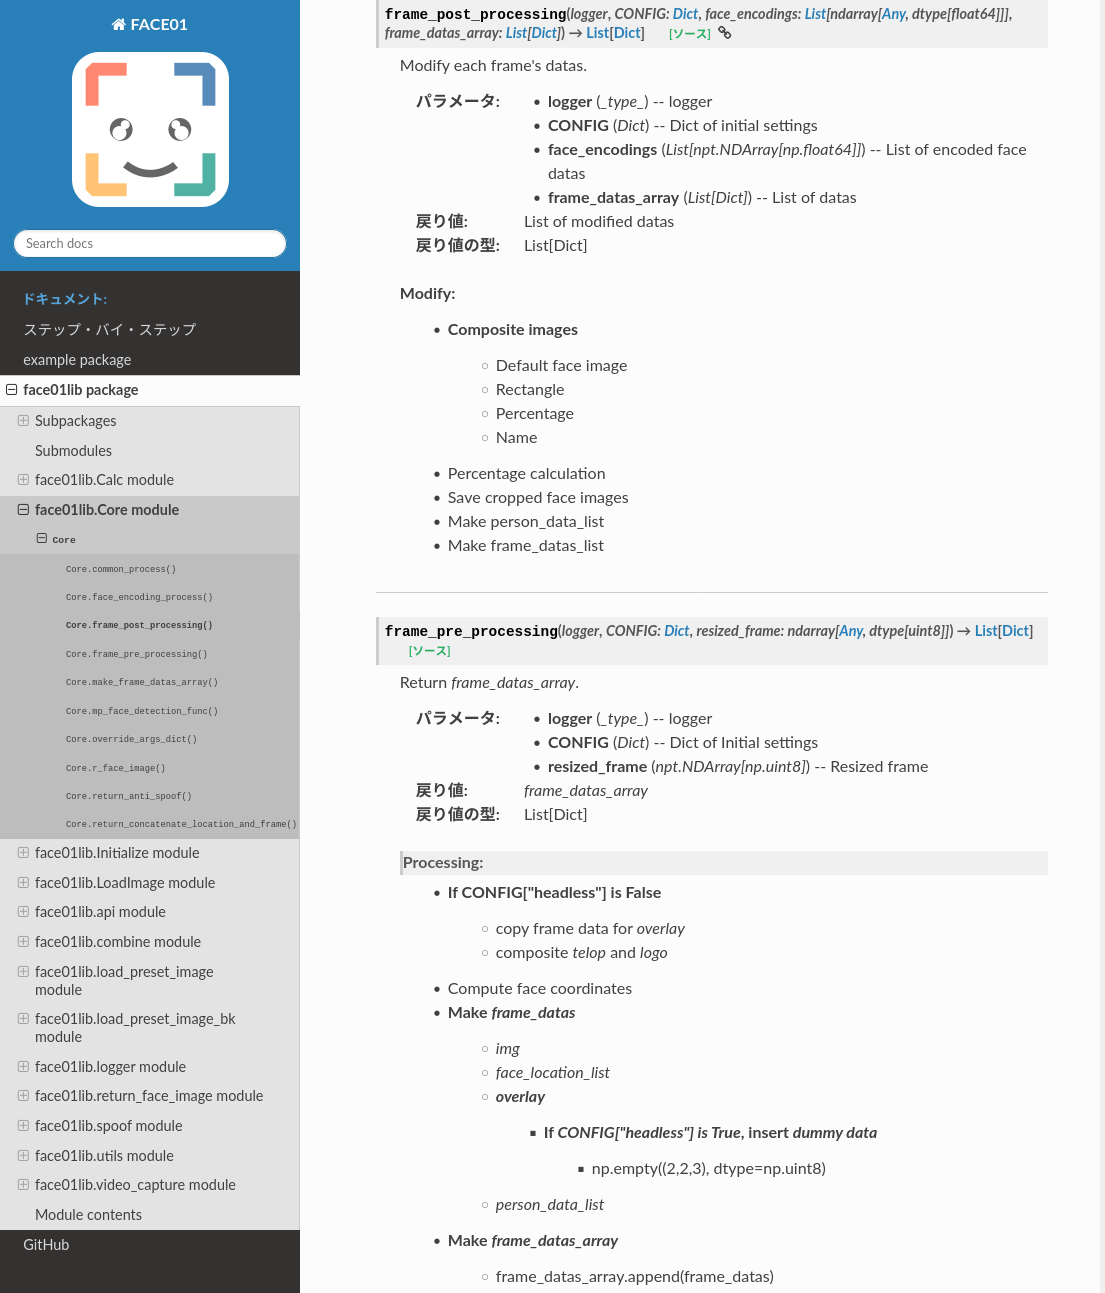 FACE01
Search docs
ドキュメント:
ステップ・バイ・ステップ
example package
face01lib package
Subpackages
Submodules
face01lib.Calc module
face01lib.Core module
Core
Core.common_process()
Core.face_encoding_process()
Core.frame_post_processing()
Core.frame_pre_processing()
Core.make_frame_datas_array()
Core.mp_face_detection_func()
Core.override_args_dict()
Core.r_face_image()
Core.return_anti_spoof()
Core.return_concatenate_location_and_frame()
face01lib.Initialize module
face01lib.LoadImage module
face01lib.api module
face01lib.combine module
face01lib.load_preset_image
module
face01lib.load_preset_image_bk
module
face01lib.logger module
face01lib.return_face_image module
face01lib.spoof module
face01lib.utils module
face01lib.video_capture module
Module contents
GitHub
frame_post_processing(logger, CONFIG: Dict, face_encodings: List[ndarray[Any, dtype[float64]]],
frame_datas_array: List[Dict]) → List[Dict] [ソース]
Modify each frame's datas.
パラメータ: • logger (_type_) -- logger
• CONFIG (Dict) -- Dict of initial settings
• face_encodings (List[npt.NDArray[np.float64]]) -- List of encoded face
datas
• frame_datas_array (List[Dict]) -- List of datas
戻り値: List of modified datas
戻り値の型: List[Dict]
Modify:
• Composite images
○ Default face image
○ Rectangle
○ Percentage
○ Name
• Percentage calculation
• Save cropped face images
• Make person_data_list
• Make frame_datas_list
frame_pre_processing(logger, CONFIG: Dict, resized_frame: ndarray[Any, dtype[uint8]]) → List[Dict]
[ソース]
Return frame_datas_array.
パラメータ: • logger (_type_) -- logger
• CONFIG (Dict) -- Dict of Initial settings
• resized_frame (npt.NDArray[np.uint8]) -- Resized frame
戻り値: frame_datas_array
戻り値の型: List[Dict]
Processing:
• If CONFIG["headless"] is False
○ copy frame data for overlay
○ composite telop and logo
• Compute face coordinates
• Make frame_datas
○ img
○ face_location_list
○ overlay
▪ If CONFIG["headless"] is True, insert dummy data
▪ np.empty((2,2,3), dtype=np.uint8)
○ person_data_list
• Make frame_datas_array
○ frame_datas_array.append(frame_datas)